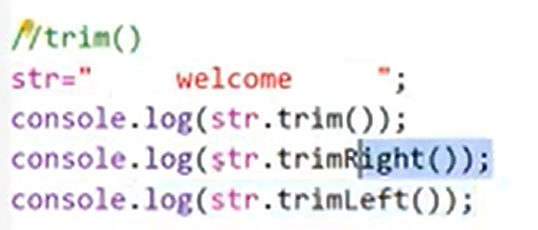 //trim()
str="     welcome     ";
console.log(str.trim());
console.log(str.trimRight());
console.log(str.trimLeft());